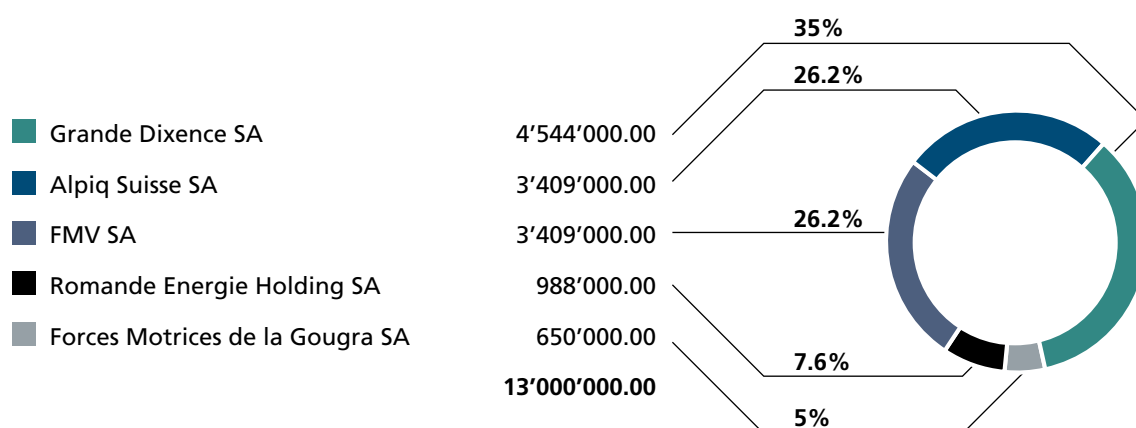 35%
26.2%
Grande Dixence SA 4’544’000.00
Alpiq Suisse SA 3’409’000.00
FMV SA 3’409’000.00
26.2%
Romande Energie Holding SA 988’000.00
Forces Motrices de la Gougra SA 650’000.00
7.6%
13’000’000.00
5%